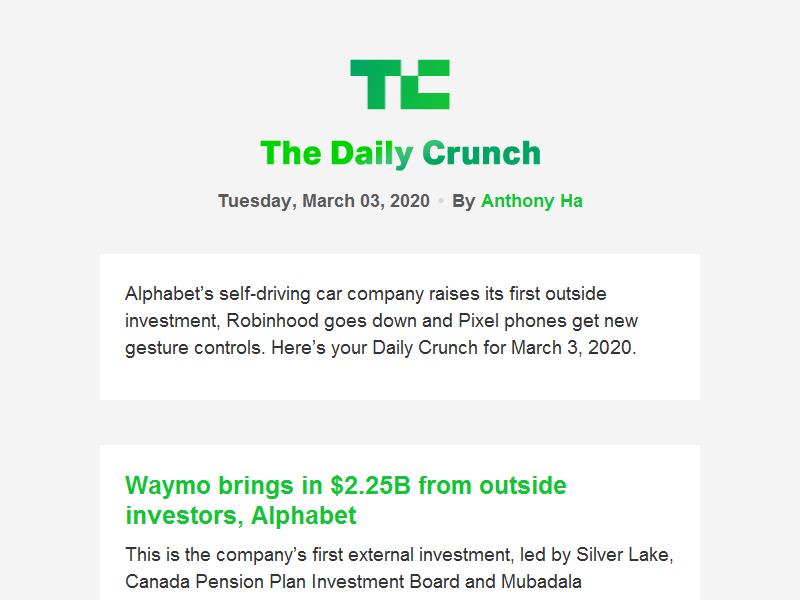 TC
The Daily Crunch
Tuesday, March 03, 2020 • By Anthony Ha
Alphabet’s self-driving car company raises its first outside
investment, Robinhood goes down and Pixel phones get new
gesture controls. Here’s your Daily Crunch for March 3, 2020.
Waymo brings in $2.25B from outside
investors, Alphabet
This is the company’s first external investment, led by Silver Lake,
Canada Pension Plan Investment Board and Mubadala